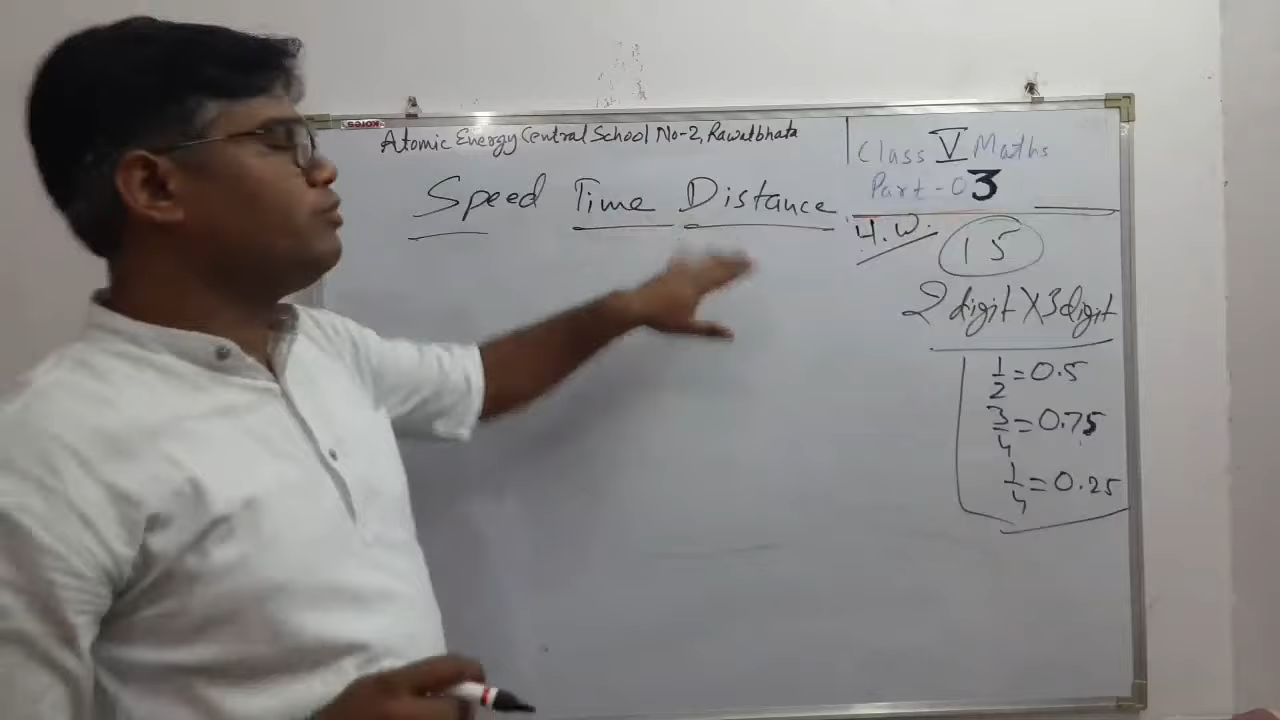 Atomic Energy Central School No-2, Rawatbhata
Class V Maths
Part-03
Speed Time Distance
H.W. 15
2 digit X 3 digit
1/2 = 0.5
3/4 = 0.75
1/4 = 0.25
Kores